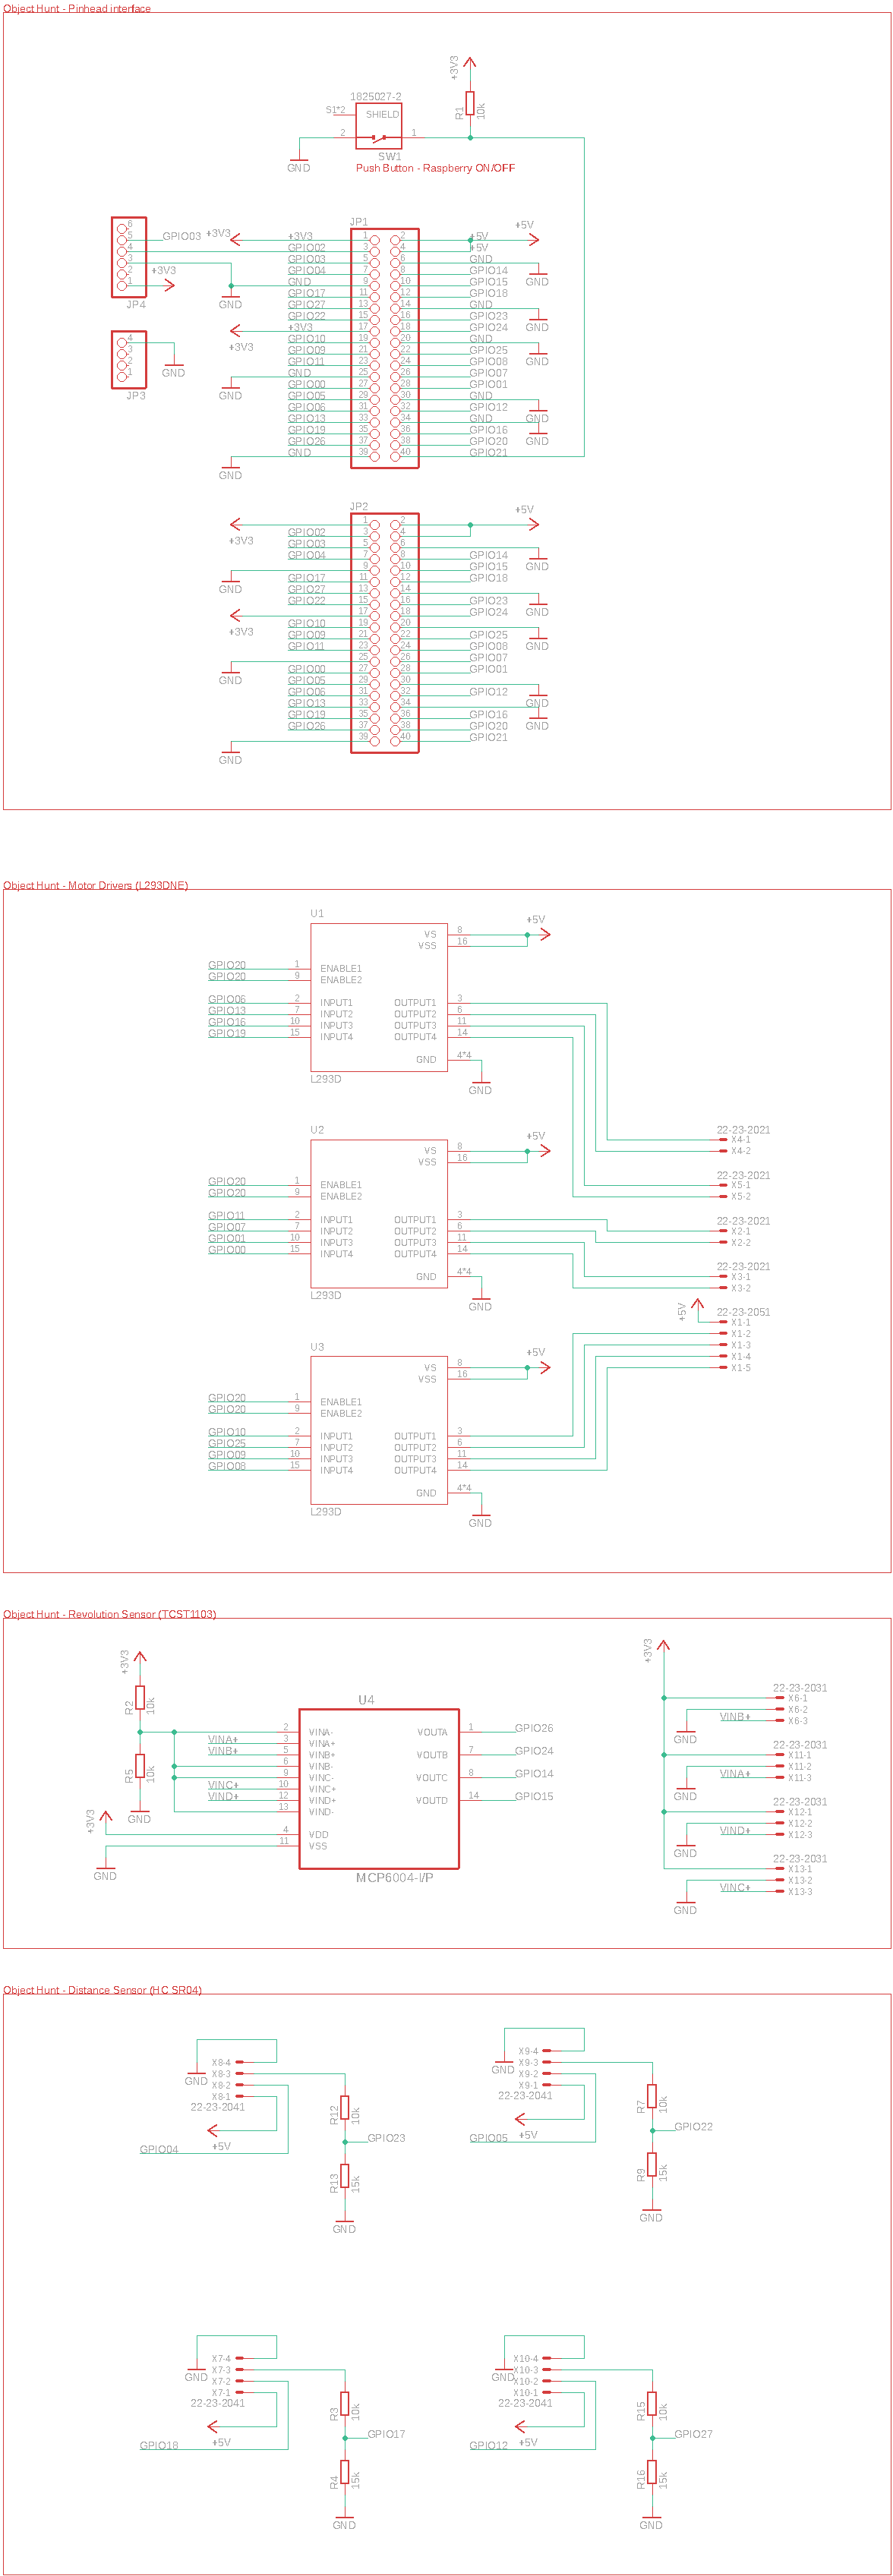 Object Hunt - Pinhead interface
+3V3
R1
10k
1825027-2
S1*2
SHIELD
2
1
SW1
GND
Push Button - Raspberry ON/OFF
6
5
4
3
2
1
JP4
GPIO03
+3V3
GND
+3V3
4
3
2
1
JP3
GND
JP1
+3V3 1 2 +5V +5V
GPIO02 3 4 +5V
GPIO03 5 6 GND
GPIO04 7 8 GPIO14 GND
GND 9 10 GPIO15
GPIO17 11 12 GPIO18
GPIO27 13 14 GND
GPIO22 15 16 GPIO23 GND
+3V3 17 18 GPIO24
+3V3 GPIO10 19 20 GND
GPIO09 21 22 GPIO25 GND
GPIO11 23 24 GPIO08
GND 25 26 GPIO07
GND GPIO00 27 28 GPIO01
GPIO05 29 30 GND
GPIO06 31 32 GPIO12 GND
GPIO13 33 34 GND
GPIO19 35 36 GPIO16 GND
GPIO26 37 38 GPIO20
GND 39 40 GPIO21
GND
JP2
1 2 +5V
+3V3 GPIO02 3 4
GPIO03 5 6
GPIO04 7 8 GPIO14 GND
9 10 GPIO15
GND GPIO17 11 12 GPIO18
GPIO27 13 14
GPIO22 15 16 GPIO23 GND
17 18 GPIO24
+3V3 GPIO10 19 20
GPIO09 21 22 GPIO25 GND
GPIO11 23 24 GPIO08
25 26 GPIO07
GND GPIO00 27 28 GPIO01
GPIO05 29 30
GPIO06 31 32 GPIO12 GND
GPIO13 33 34
GPIO19 35 36 GPIO16 GND
GPIO26 37 38 GPIO20
39 40 GPIO21
GND
Object Hunt - Motor Drivers (L293DNE)
U1
VS 8 +5V
VSS 16
GPIO20 1 ENABLE1
GPIO20 9 ENABLE2
GPIO06 2 INPUT1 OUTPUT1 3
GPIO13 7 INPUT2 OUTPUT2 6
GPIO16 10 INPUT3 OUTPUT3 11
GPIO19 15 INPUT4 OUTPUT4 14
GND 4*4
L293D
GND
U2
VS 8 +5V
VSS 16
GPIO20 1 ENABLE1
GPIO20 9 ENABLE2
GPIO11 2 INPUT1 OUTPUT1 3
GPIO07 7 INPUT2 OUTPUT2 6
GPIO01 10 INPUT3 OUTPUT3 11
GPIO00 15 INPUT4 OUTPUT4 14
GND 4*4
L293D
GND
U3
VS 8 +5V
VSS 16
GPIO20 1 ENABLE1
GPIO20 9 ENABLE2
GPIO10 2 INPUT1 OUTPUT1 3
GPIO25 7 INPUT2 OUTPUT2 6
GPIO09 10 INPUT3 OUTPUT3 11
GPIO08 15 INPUT4 OUTPUT4 14
GND 4*4
L293D
GND
22-23-2021
X4-1
X4-2
22-23-2021
X5-1
X5-2
22-23-2021
X2-1
X2-2
22-23-2021
X3-1
X3-2
+5V
22-23-2051
X1-1
X1-2
X1-3
X1-4
X1-5
Object Hunt - Revolution Sensor (TCST1103)
+3V3
R2
10k
R5
10k
GND
+3V3
GND
U4
2 VINA- VOUTA 1 GPIO26
VINA+ 3 VINA+
VINB+ 5 VINB+ VOUTB 7 GPIO24
6 VINB-
9 VINC- VOUTC 8 GPIO14
VINC+ 10 VINC+
VIND+ 12 VIND+ VOUTD 14 GPIO15
13 VIND-
4 VDD
11 VSS
MCP6004-I/P
+3V3
22-23-2031
X6-1
X6-2
VINB+ X6-3
GND
22-23-2031
X11-1
X11-2
VINA+ X11-3
GND
22-23-2031
X12-1
X12-2
VIND+ X12-3
GND
22-23-2031
X13-1
X13-2
VINC+ X13-3
GND
Object Hunt - Distance Sensor (HC SR04)
X8-4
X8-3
GND
X8-2
X8-1
22-23-2041
+5V
GPIO04
R12
10k
GPIO23
R13
15k
GND
X9-4
X9-3
GND
X9-2
X9-1
22-23-2041
+5V
GPIO05
R7
10k
GPIO22
R9
15k
GND
X7-4
X7-3
GND
X7-2
X7-1
22-23-2041
+5V
GPIO18
R3
10k
GPIO17
R4
15k
GND
X10-4
X10-3
GND
X10-2
X10-1
22-23-2041
+5V
GPIO12
R15
10k
GPIO27
R16
15k
GND